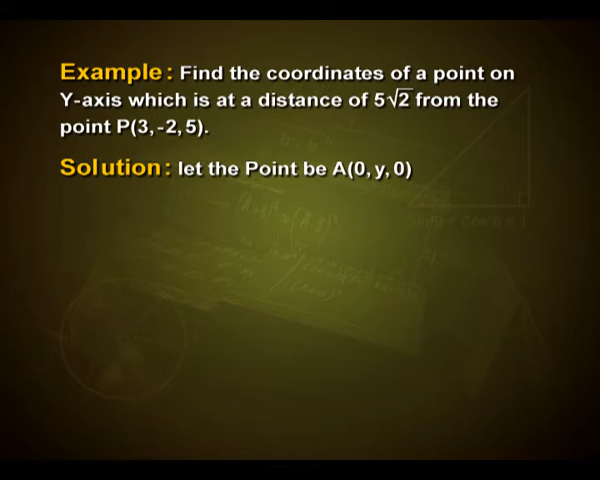 Example: Find the coordinates of a point on
Y-axis which is at a distance of 5√2 from the
point P(3, -2, 5).
Solution: let the Point be A(0, y, 0)